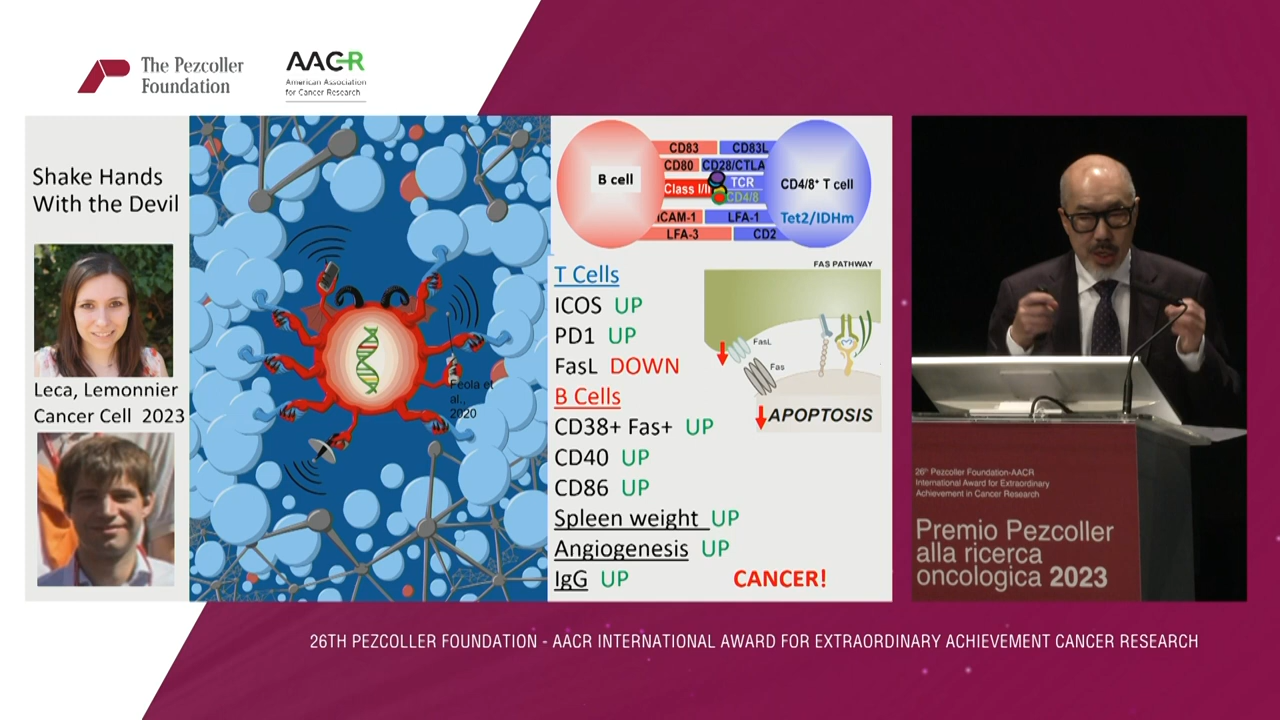 The Pezcoller
Foundation
AACR
American Association
for Cancer Research
Shake Hands
With the Devil
Leca, Lemonnier
Cancer Cell 2023
Feola et
al.,
2020
B cell
CD83
CD83L
CD80
CD28/CTLA
Class I/II
TCR
CD4/8
ICAM-1
LFA-1
LFA-3
CD2
CD4/8⁺ T cell
Tet2/IDHm
T Cells
ICOS UP
PD1 UP
FasL DOWN
B Cells
CD38+ Fas+ UP
CD40 UP
CD86 UP
Spleen weight UP
Angiogenesis UP
IgG UP
CANCER!
FAS PATHWAY
FasL
Fas
APOPTOSIS
26th Pezcoller Foundation-AACR
International Award for Extraordinary
Achievement in Cancer Research
Premio Pezcoller
alla ricerca
oncologica 2023
26TH PEZCOLLER FOUNDATION - AACR INTERNATIONAL AWARD FOR EXTRAORDINARY ACHIEVEMENT CANCER RESEARCH